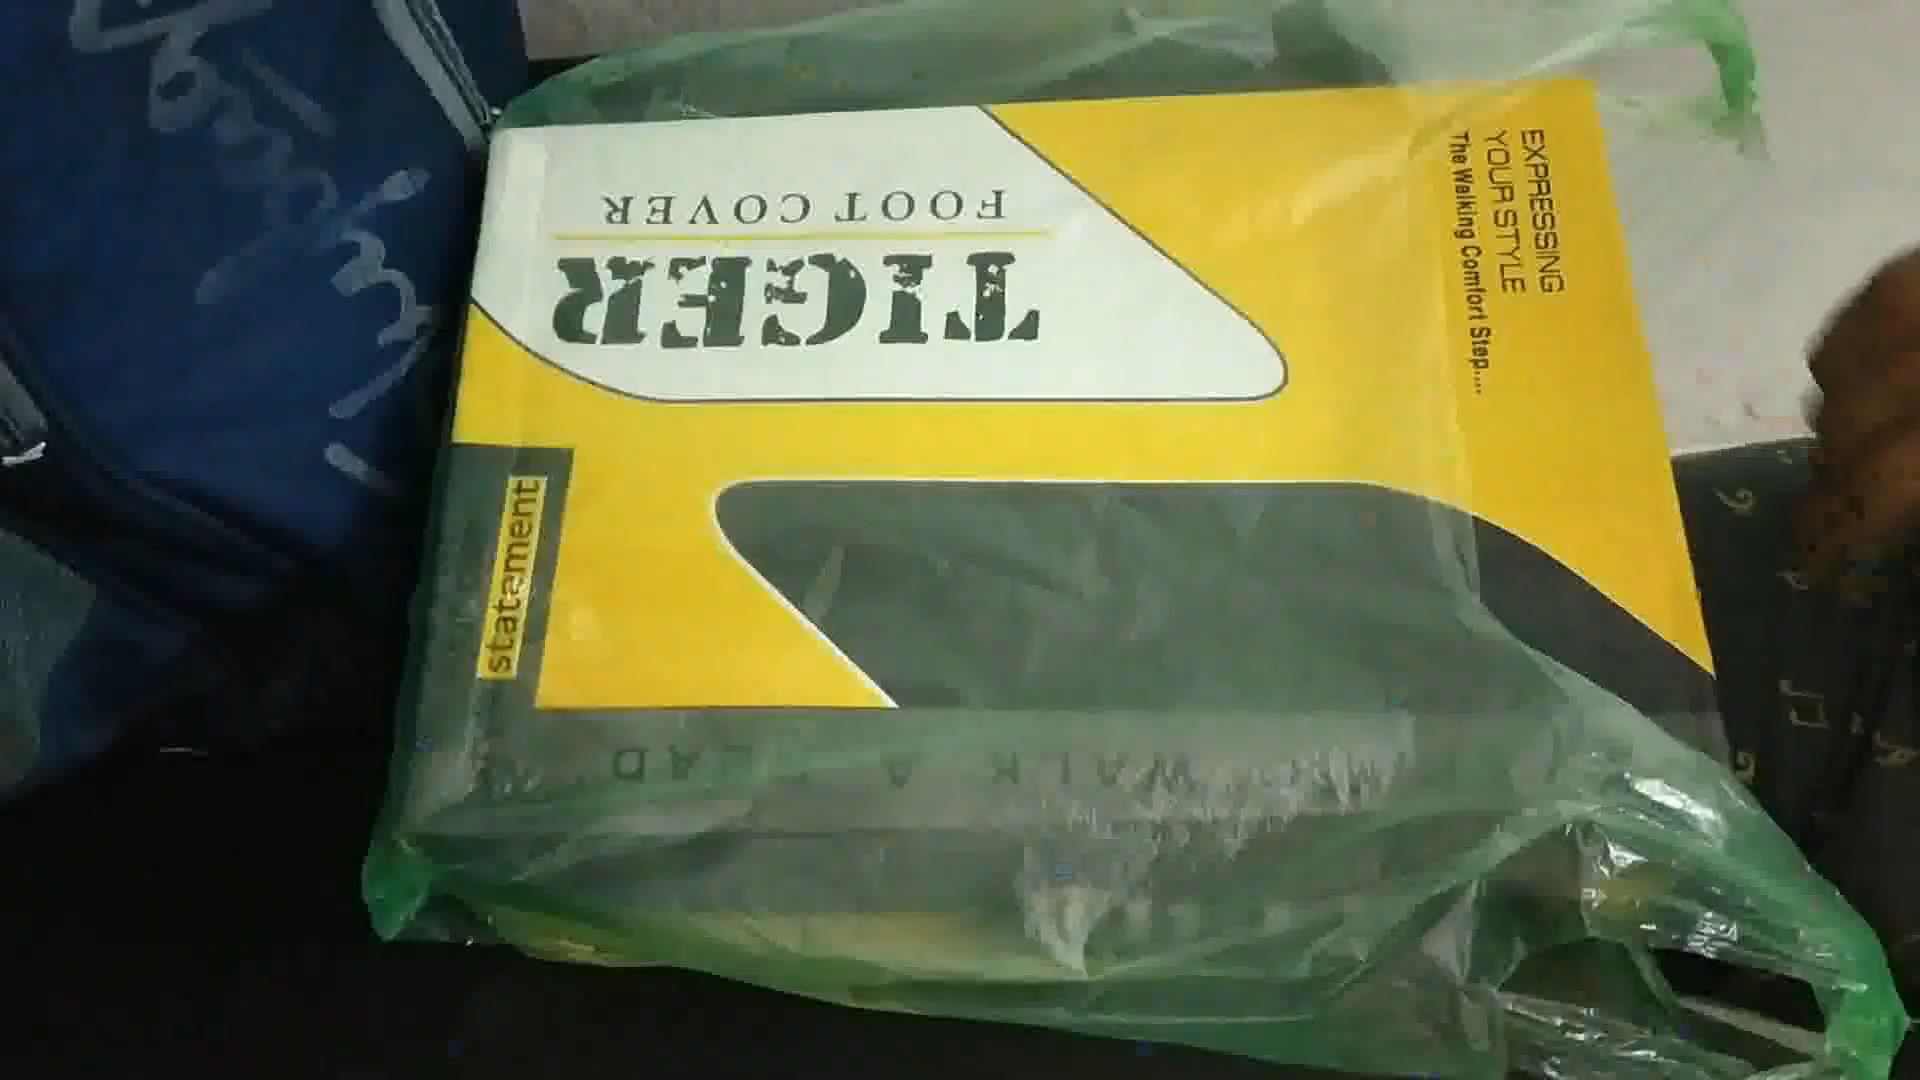 TIGER
FOOT COVER
EXPRESSING
YOUR STYLE
The Walking Comfort Step....
statement
WALK A